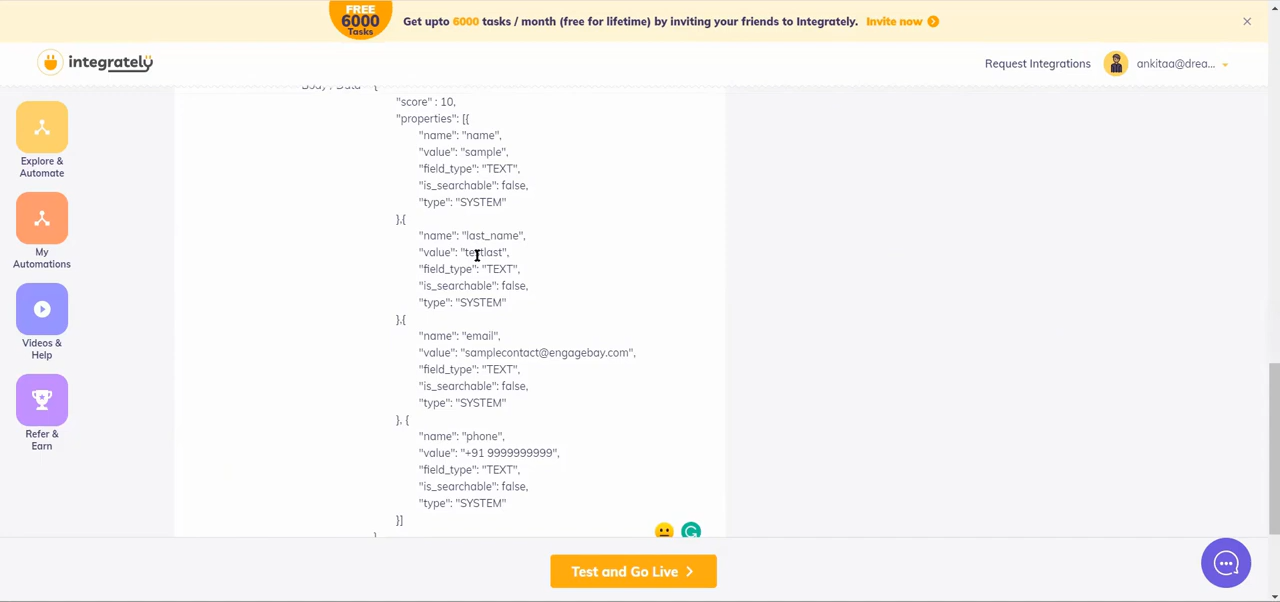 FREE
6000
Tasks
Get upto 6000 tasks / month (free for lifetime) by inviting your friends to Integrately. Invite now
integrately
Request Integrations
ankitaa@drea...
Explore &
Automate
My
Automations
Videos &
Help
Refer &
Earn
Body / Data {
"score" : 10,
"properties": [{
"name": "name",
"value": "sample",
"field_type": "TEXT",
"is_searchable": false,
"type": "SYSTEM"
},{
"name": "last_name",
"value": "testlast",
"field_type": "TEXT",
"is_searchable": false,
"type": "SYSTEM"
},{
"name": "email",
"value": "samplecontact@engagebay.com",
"field_type": "TEXT",
"is_searchable": false,
"type": "SYSTEM"
}, {
"name": "phone",
"value": "+91 9999999999",
"field_type": "TEXT",
"is_searchable": false,
"type": "SYSTEM"
}]
}
Test and Go Live